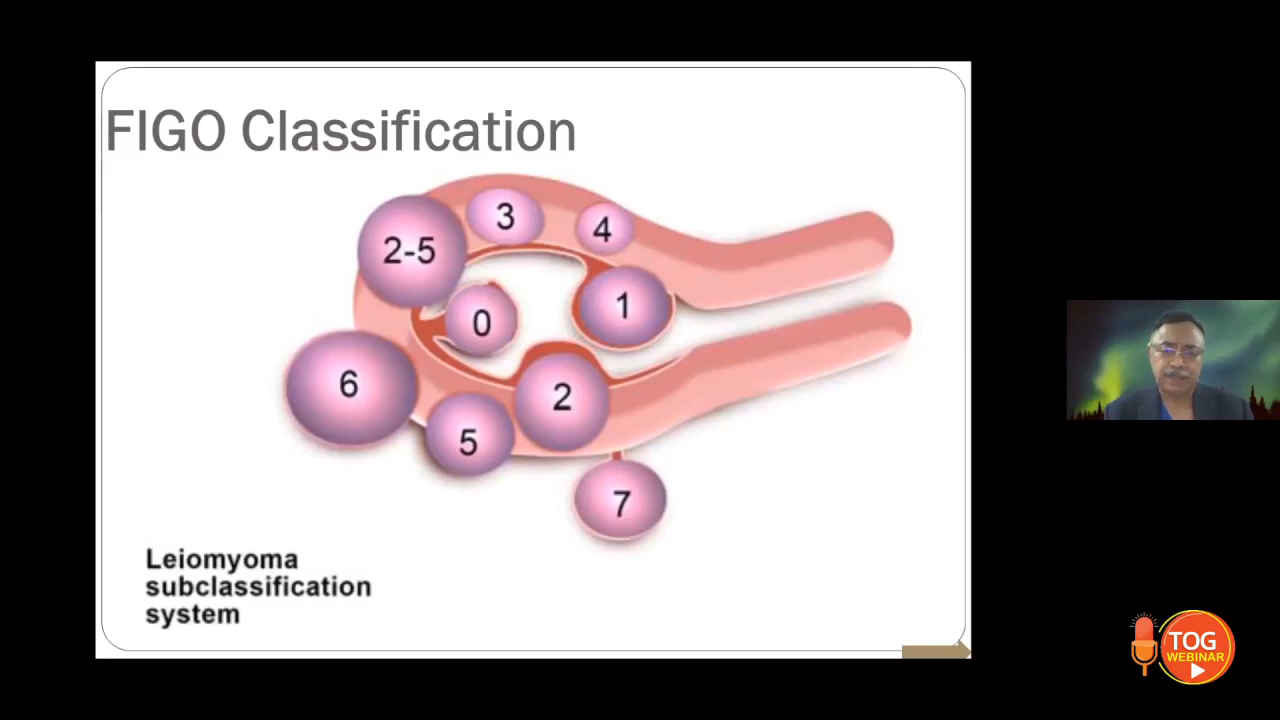 FIGO Classification
3
4
2-5
1
0
6
2
5
7
Leiomyoma
subclassification
system
TOG
WEBINAR